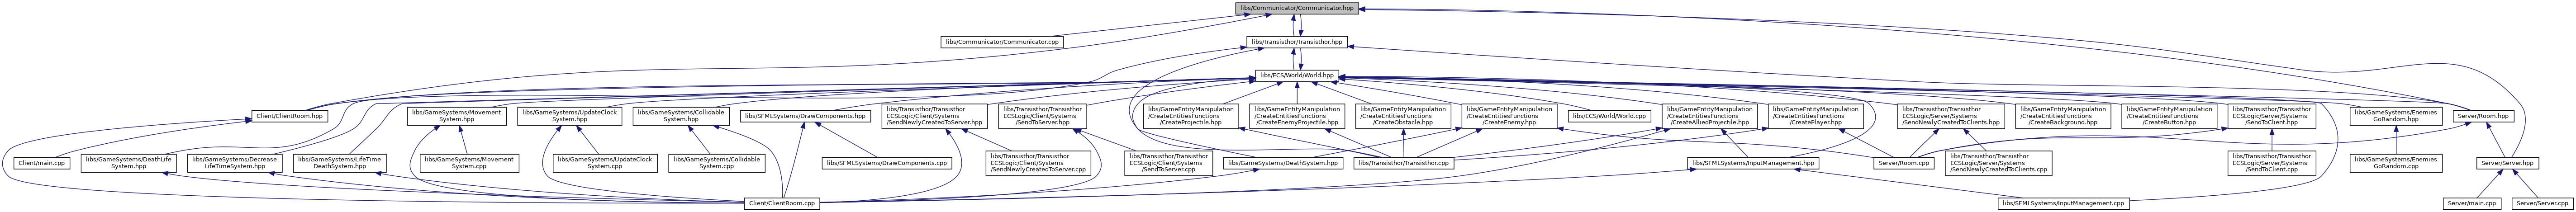 libs/Communicator/Communicator.hpp
libs/Communicator/Communicator.cpp
libs/Transisthor/Transisthor.hpp
libs/ECS/World/World.hpp
Client/ClientRoom.hpp
libs/GameSystems/Movement
System.hpp
libs/GameSystems/UpdateClock
System.hpp
libs/GameSystems/Collidable
System.hpp
libs/SFMLSystems/DrawComponents.hpp
libs/Transisthor/Transisthor
ECSLogic/Client/Systems
/SendNewlyCreatedToServer.hpp
libs/Transisthor/Transisthor
ECSLogic/Client/Systems
/SendToServer.hpp
libs/GameEntityManipulation
/CreateEntitiesFunctions
/CreateProjectile.hpp
libs/GameEntityManipulation
/CreateEntitiesFunctions
/CreateEnemyProjectile.hpp
libs/GameEntityManipulation
/CreateEntitiesFunctions
/CreateObstacle.hpp
libs/GameEntityManipulation
/CreateEntitiesFunctions
/CreateEnemy.hpp
libs/ECS/World/World.cpp
libs/GameEntityManipulation
/CreateEntitiesFunctions
/CreateAlliedProjectile.hpp
libs/GameEntityManipulation
/CreateEntitiesFunctions
/CreatePlayer.hpp
libs/Transisthor/Transisthor
ECSLogic/Server/Systems
/SendNewlyCreatedToClients.hpp
libs/GameEntityManipulation
/CreateEntitiesFunctions
/CreateBackground.hpp
libs/GameEntityManipulation
/CreateEntitiesFunctions
/CreateButton.hpp
libs/Transisthor/Transisthor
ECSLogic/Server/Systems
/SendToClient.hpp
libs/GameSystems/Enemies
GoRandom.hpp
Server/Room.hpp
Client/main.cpp
libs/GameSystems/DeathLife
System.hpp
libs/GameSystems/Decrease
LifeTimeSystem.hpp
libs/GameSystems/LifeTime
DeathSystem.hpp
libs/GameSystems/Movement
System.cpp
libs/GameSystems/UpdateClock
System.cpp
libs/GameSystems/Collidable
System.cpp
libs/SFMLSystems/DrawComponents.cpp
libs/Transisthor/Transisthor
ECSLogic/Client/Systems
/SendNewlyCreatedToServer.cpp
libs/Transisthor/Transisthor
ECSLogic/Client/Systems
/SendToServer.cpp
libs/GameSystems/DeathSystem.hpp
libs/Transisthor/Transisthor.cpp
libs/SFMLSystems/InputManagement.hpp
Server/Room.cpp
libs/Transisthor/Transisthor
ECSLogic/Server/Systems
/SendNewlyCreatedToClients.cpp
libs/Transisthor/Transisthor
ECSLogic/Server/Systems
/SendToClient.cpp
libs/GameSystems/Enemies
GoRandom.cpp
Server/Server.hpp
Client/ClientRoom.cpp
libs/SFMLSystems/InputManagement.cpp
Server/main.cpp
Server/Server.cpp